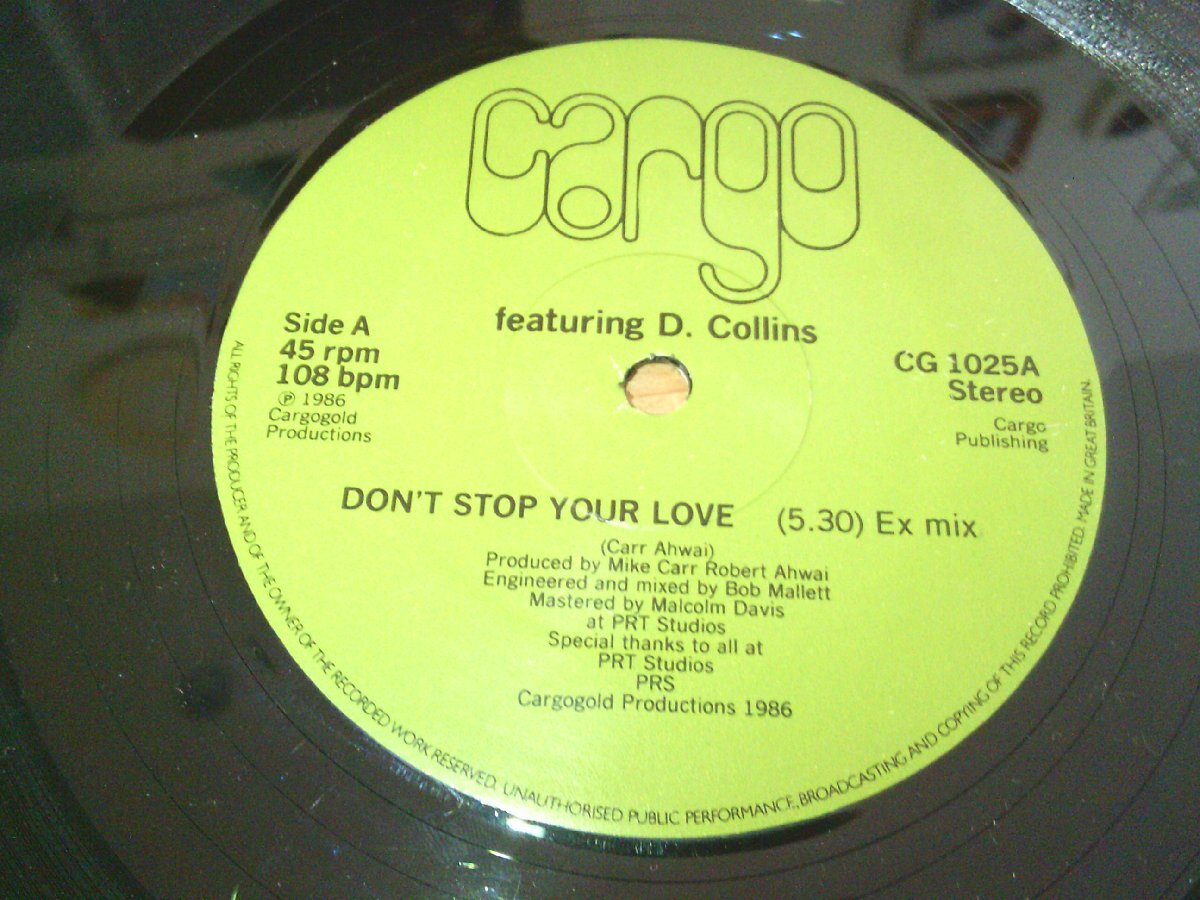 cargo
featuring D. Collins
Side A
45 rpm
108 bpm
℗ 1986
Cargogold
Productions
CG 1025A
Stereo
Cargo
Publishing
DON'T STOP YOUR LOVE (5.30) Ex mix
(Carr Ahwai)
Produced by Mike Carr Robert Ahwai
Engineered and mixed by Bob Mallett
Mastered by Malcolm Davis
at PRT Studios
Special thanks to all at
PRT Studios
PRS
Cargogold Productions 1986
ALL RIGHTS OF THE PRODUCER AND OF THE OWNER OF THE RECORDED WORK RESERVED. UNAUTHORISED PUBLIC PERFORMANCE, BROADCASTING AND COPYING OF THIS RECORD PROHIBITED. MADE IN GREAT BRITAIN.